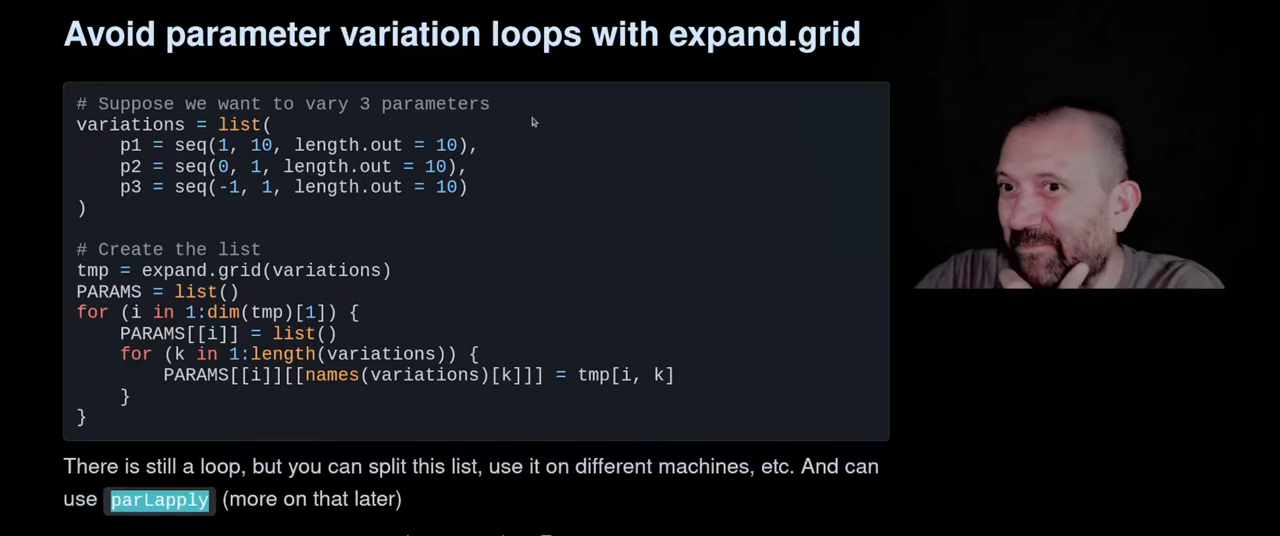 Avoid parameter variation loops with expand.grid
# Suppose we want to vary 3 parameters
variations = list(
    p1 = seq(1, 10, length.out = 10),
    p2 = seq(0, 1, length.out = 10),
    p3 = seq(-1, 1, length.out = 10)
)
# Create the list
tmp = expand.grid(variations)
PARAMS = list()
for (i in 1:dim(tmp)[1]) {
    PARAMS[[i]] = list()
    for (k in 1:length(variations)) {
        PARAMS[[i]][[names(variations)[k]]] = tmp[i, k]
    }
}
There is still a loop, but you can split this list, use it on different machines, etc. And can
use parLapply (more on that later)